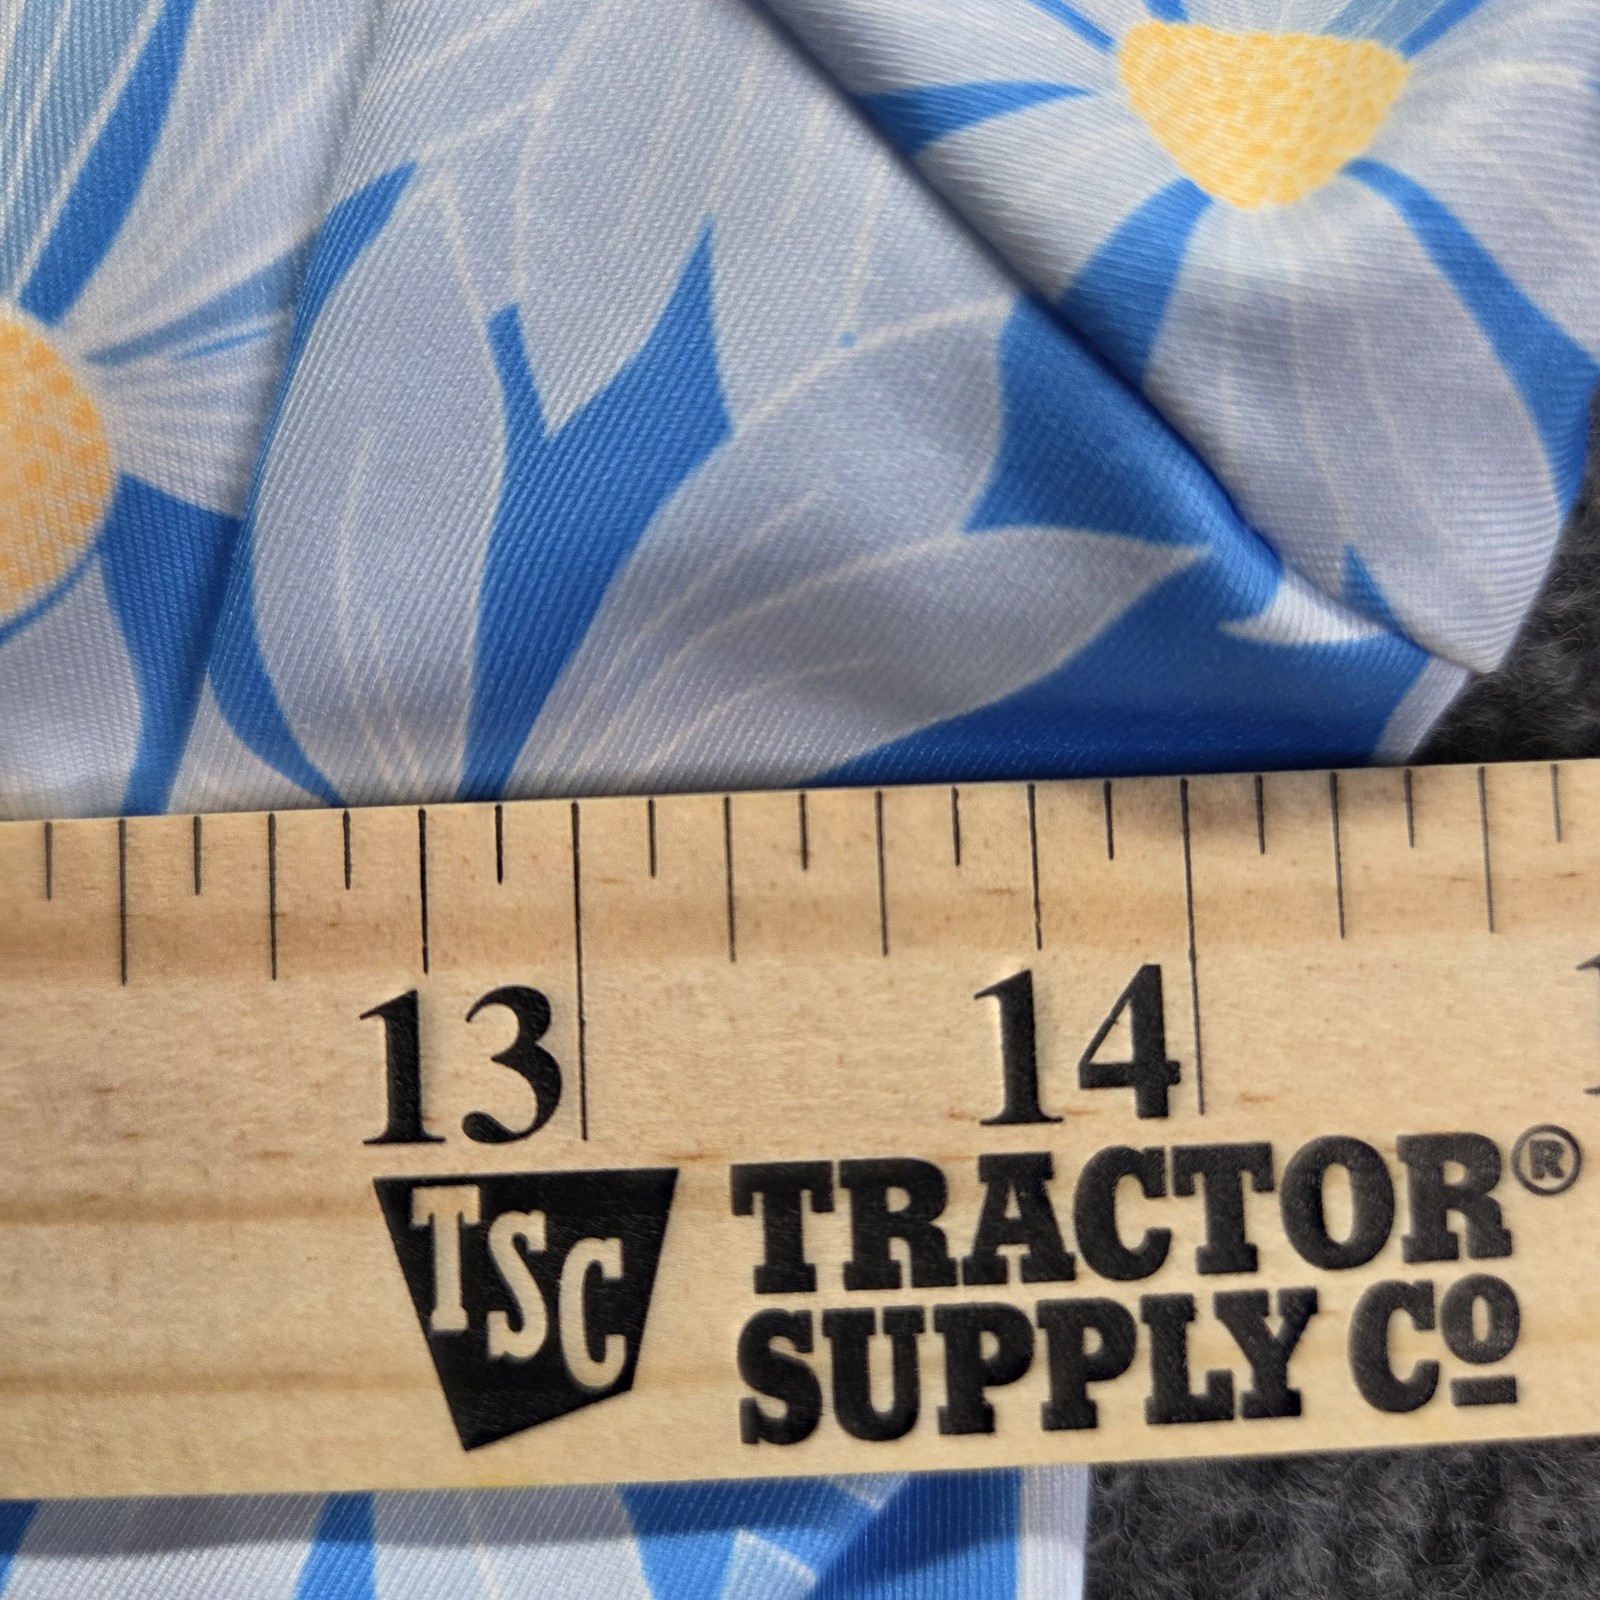 13 14
TSC TRACTOR®
SUPPLY Cº